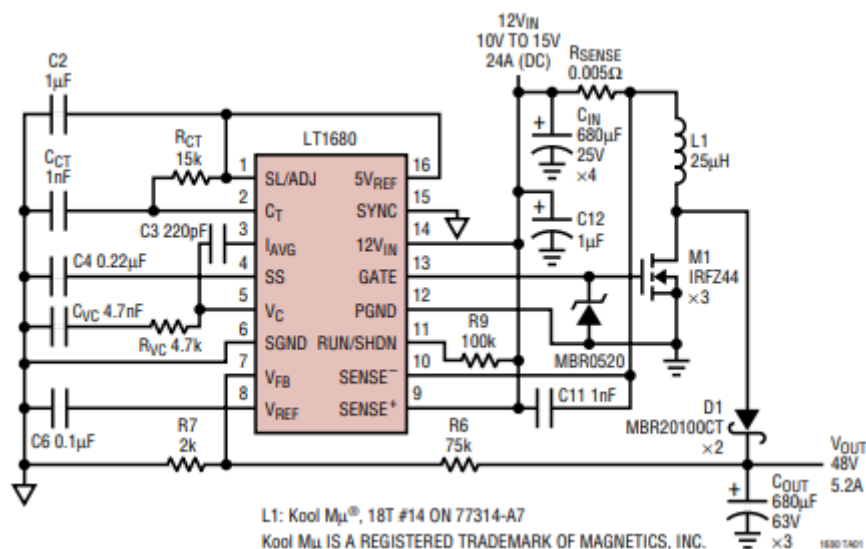 12VIN
10V TO 15V
24A (DC)
RSENSE
0.005Ω
C2
1µF
RCT
15k
LT1680
CIN
680µF
25V
×4
L1
25µH
CCT
1nF
1
SL/ADJ
5VREF
16
2
CT
SYNC
15
C3 220pF
3
IAVG
12VIN
14
C12
1µF
C4 0.22µF
4
SS
GATE
13
M1
IRFZ44
×3
CVC 4.7nF
5
VC
PGND
12
RVC 4.7k
6
SGND
RUN/SHDN
11
R9
100k
MBR0520
7
VFB
SENSE−
10
8
VREF
SENSE+
9
C11 1nF
C6 0.1µF
R7
2k
R6
75k
D1
MBR20100CT
×2
VOUT
48V
5.2A
COUT
680µF
63V
×3
L1: Kool Mµ®, 18T #14 ON 77314-A7
Kool Mµ IS A REGISTERED TRADEMARK OF MAGNETICS, INC.
1680 TA01